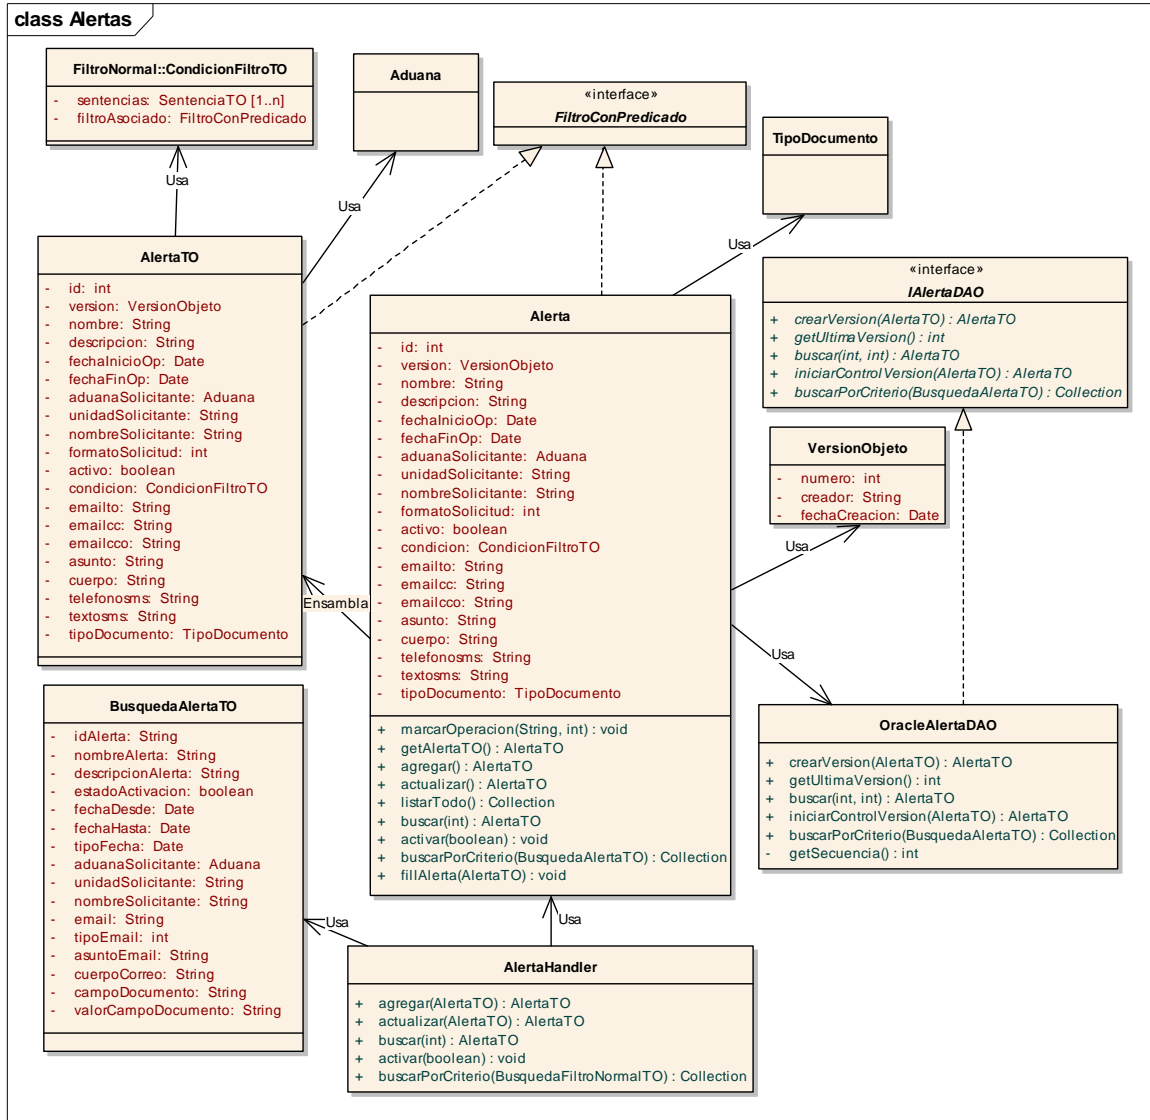 class Alertas
FiltroNormal::CondicionFiltroTO
- sentencias: SentenciaTO [1..n]
- filtroAsociado: FiltroConPredicado
Aduana
«interface»
FiltroConPredicado
TipoDocumento
Usa
Usa
Usa
AlertaTO
- id: int
- version: VersionObjeto
- nombre: String
- descripcion: String
- fechaInicioOp: Date
- fechaFinOp: Date
- aduanaSolicitante: Aduana
- unidadSolicitante: String
- nombreSolicitante: String
- formatoSolicitud: int
- activo: boolean
- condicion: CondicionFiltroTO
- emailto: String
- emailcc: String
- emailcco: String
- asunto: String
- cuerpo: String
- telefonosms: String
- textosms: String
- tipoDocumento: TipoDocumento
«interface»
IAlertaDAO
+ crearVersion(AlertaTO) : AlertaTO
+ getUltimaVersion() : int
+ buscar(int, int) : AlertaTO
+ iniciarControlVersion(AlertaTO) : AlertaTO
+ buscarPorCriterio(BusquedaAlertaTO) : Collection
Alerta
- id: int
- version: VersionObjeto
- nombre: String
- descripcion: String
- fechaInicioOp: Date
- fechaFinOp: Date
- aduanaSolicitante: Aduana
- unidadSolicitante: String
- nombreSolicitante: String
- formatoSolicitud: int
- activo: boolean
- condicion: CondicionFiltroTO
- emailto: String
- emailcc: String
- emailcco: String
- asunto: String
- cuerpo: String
- telefonosms: String
- textosms: String
- tipoDocumento: TipoDocumento
+ marcarOperacion(String, int) : void
+ getAlertaTO() : AlertaTO
+ agregar() : AlertaTO
+ actualizar() : AlertaTO
+ listarTodo() : Collection
+ buscar(int) : AlertaTO
+ activar(boolean) : void
+ buscarPorCriterio(BusquedaAlertaTO) : Collection
+ fillAlerta(AlertaTO) : void
VersionObjeto
- numero: int
- creador: String
- fechaCreacion: Date
Usa
Ensambla
Usa
BusquedaAlertaTO
- idAlerta: String
- nombreAlerta: String
- descripcionAlerta: String
- estadoActivacion: boolean
- fechaDesde: Date
- fechaHasta: Date
- tipoFecha: Date
- aduanaSolicitante: Aduana
- unidadSolicitante: String
- nombreSolicitante: String
- email: String
- tipoEmail: int
- asuntoEmail: String
- cuerpoCorreo: String
- campoDocumento: String
- valorCampoDocumento: String
OracleAlertaDAO
+ crearVersion(AlertaTO) : AlertaTO
+ getUltimaVersion() : int
+ buscar(int, int) : AlertaTO
+ iniciarControlVersion(AlertaTO) : AlertaTO
+ buscarPorCriterio(BusquedaAlertaTO) : Collection
- getSecuencia() : int
Usa
Usa
AlertaHandler
+ agregar(AlertaTO) : AlertaTO
+ actualizar(AlertaTO) : AlertaTO
+ buscar(int) : AlertaTO
+ activar(boolean) : void
+ buscarPorCriterio(BusquedaFiltroNormalTO) : Collection